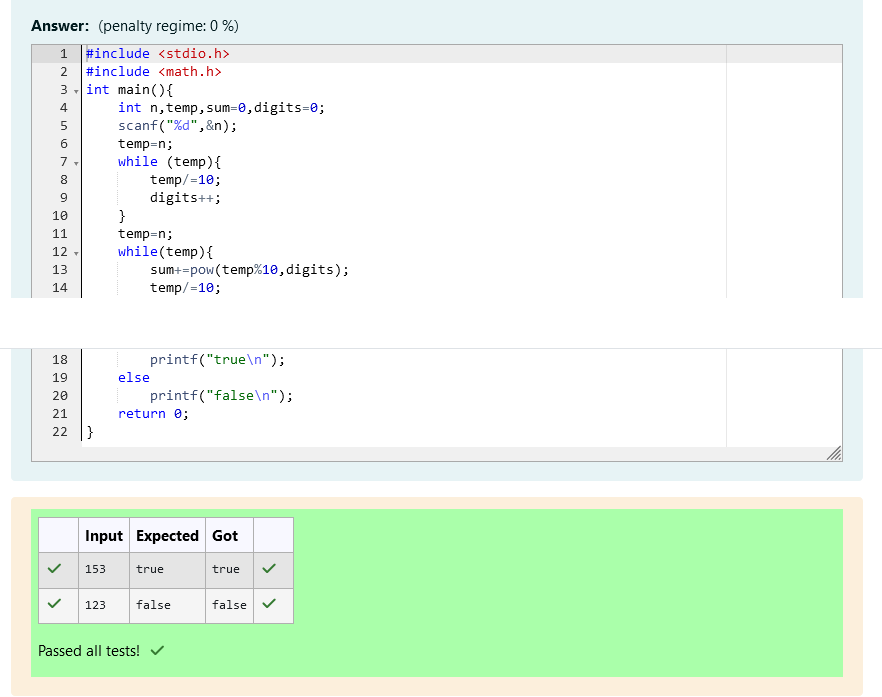 Answer: (penalty regime: 0 %)
1 #include <stdio.h>
2 #include <math.h>
3 int main(){
4     int n,temp,sum=0,digits=0;
5     scanf("%d",&n);
6     temp=n;
7     while (temp){
8         temp/=10;
9         digits++;
10     }
11     temp=n;
12     while(temp){
13         sum+=pow(temp%10,digits);
14         temp/=10;
18         printf("true\n");
19     else
20         printf("false\n");
21     return 0;
22 }
Input Expected Got
153 true true
123 false false
Passed all tests!